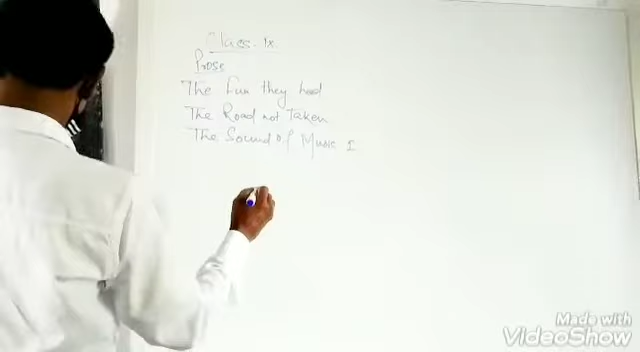 Class - IX
Prose
The Fun they had
The Road not Taken
The Sound of Music I
Made with
VideoShow